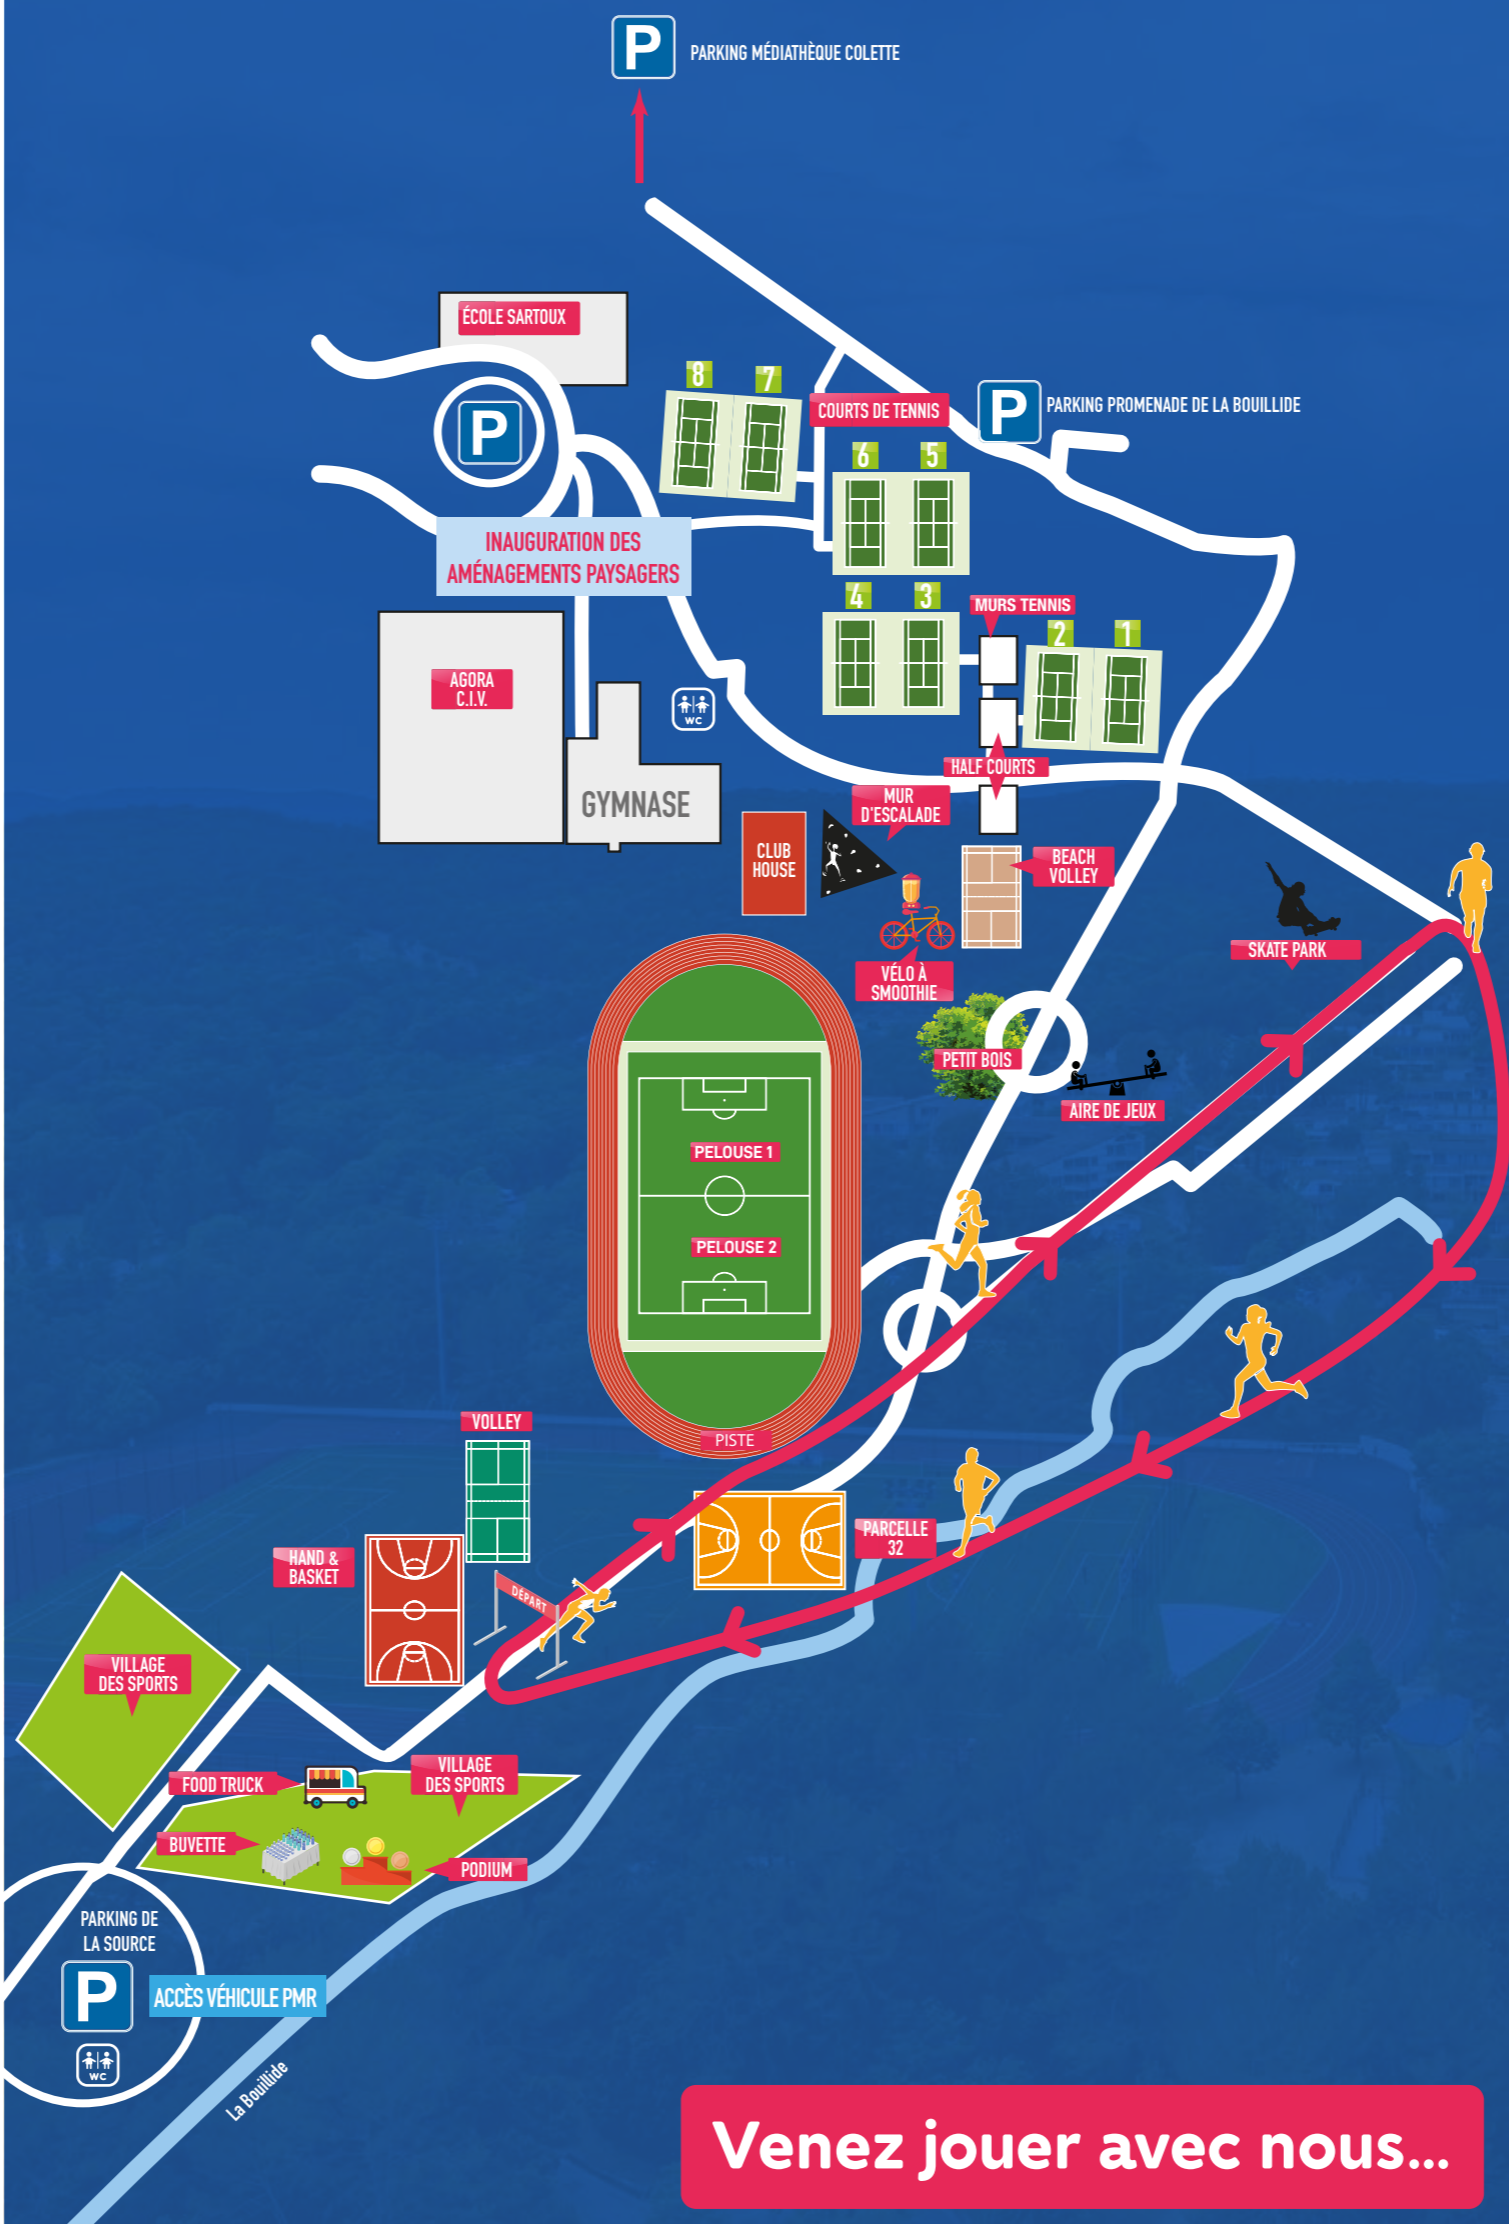 P
PARKING MÉDIATHÈQUE COLETTE
ÉCOLE SARTOUX
P
8
7
COURTS DE TENNIS
P
PARKING PROMENADE DE LA BOUILLIDE
6
5
INAUGURATION DES
AMÉNAGEMENTS PAYSAGERS
4
3
MURS TENNIS
2
1
AGORA
C.I.V.
WC
GYMNASE
HALF COURTS
MUR
D'ESCALADE
CLUB
HOUSE
BEACH
VOLLEY
SKATE PARK
VÉLO À
SMOOTHIE
PETIT BOIS
AIRE DE JEUX
PELOUSE 1
PELOUSE 2
VOLLEY
PISTE
PARCELLE
32
HAND &
BASKET
DÉPART
VILLAGE
DES SPORTS
FOOD TRUCK
VILLAGE
DES SPORTS
BUVETTE
PODIUM
PARKING DE
LA SOURCE
P
ACCÈS VÉHICULE PMR
WC
La Bouillide
Venez jouer avec nous...